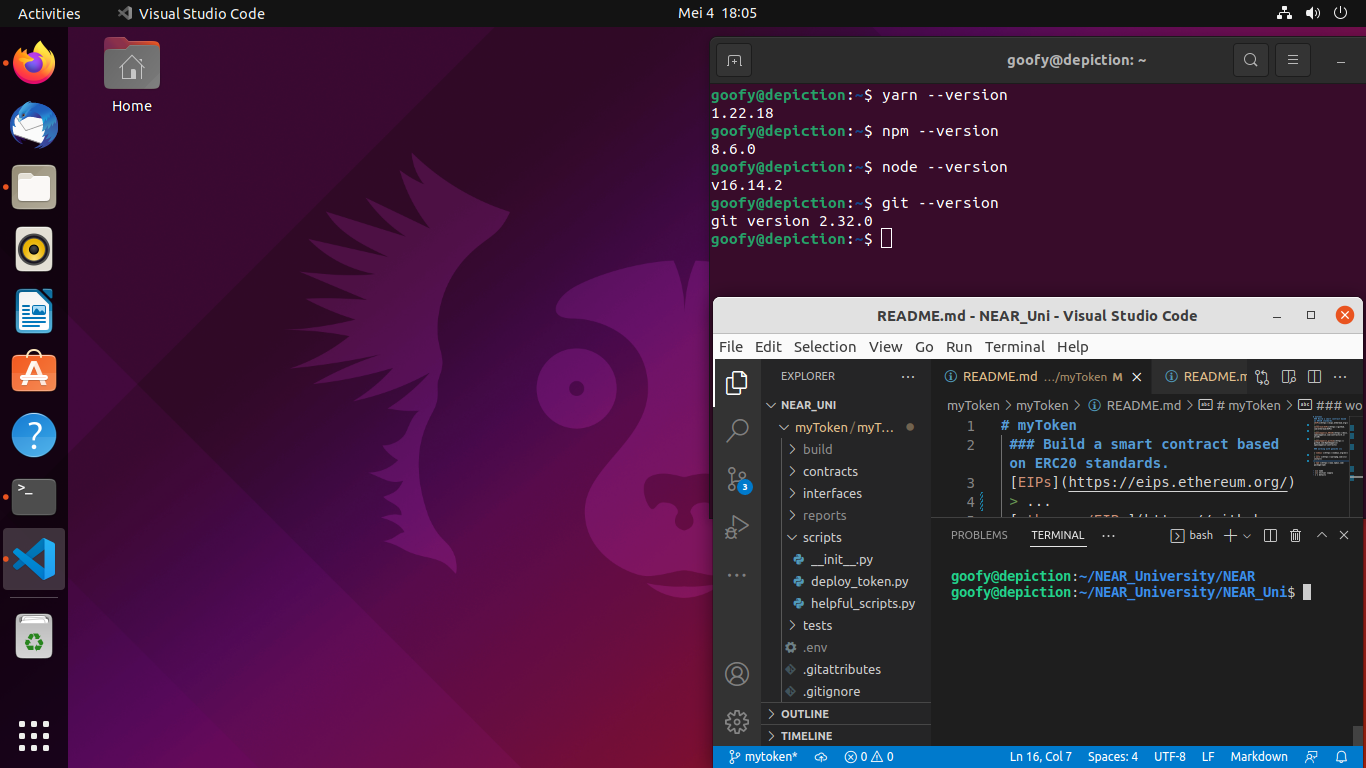 Activities
Visual Studio Code
Mei 4 18:05
Home
goofy@depiction: ~
goofy@depiction:~$ yarn --version
1.22.18
goofy@depiction:~$ npm --version
8.6.0
goofy@depiction:~$ node --version
v16.14.2
goofy@depiction:~$ git --version
git version 2.32.0
goofy@depiction:~$
README.md - NEAR_Uni - Visual Studio Code
File Edit Selection View Go Run Terminal Help
EXPLORER
NEAR_UNI
myToken / myT...
build
contracts
interfaces
reports
scripts
__init__.py
deploy_token.py
helpful_scripts.py
tests
.env
.gitattributes
.gitignore
OUTLINE
TIMELINE
3
README.md .../myToken M
README.m
myToken > myToken > README.md > # myToken > ### wo
1 # myToken
2 ### Build a smart contract based
on ERC20 standards.
3 [EIPs](https://eips.ethereum.org/)
4 > ...
PROBLEMS TERMINAL ... bash
goofy@depiction:~/NEAR_University/NEAR
goofy@depiction:~/NEAR_University/NEAR_Uni$
mytoken* 0 0 Ln 16, Col 7 Spaces: 4 UTF-8 LF Markdown